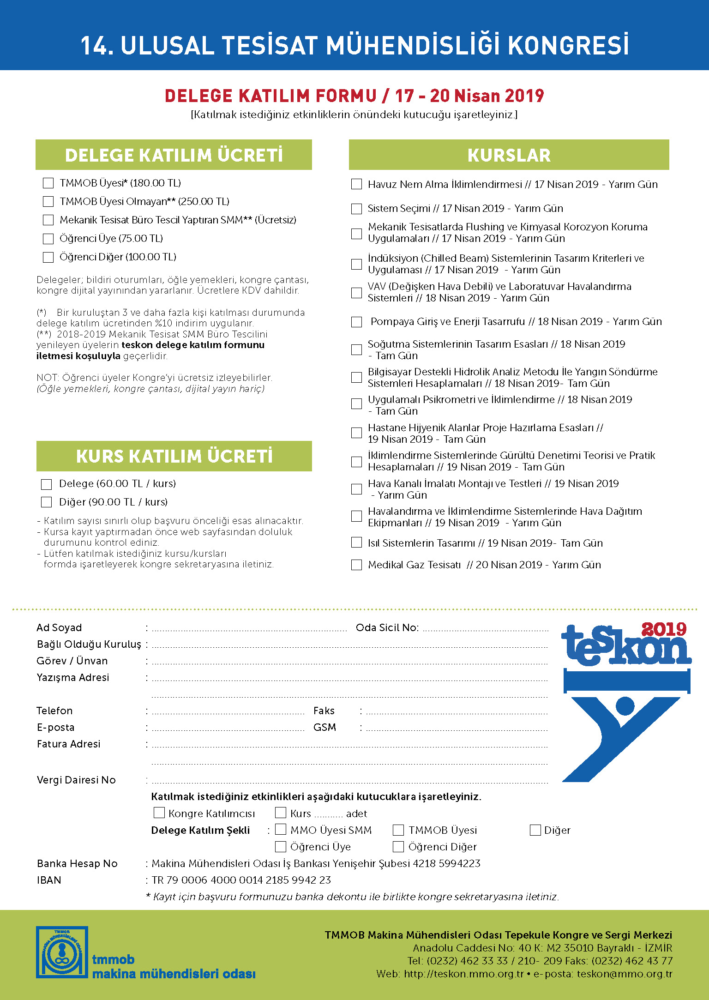 14. ULUSAL TESİSAT MÜHENDİSLİĞİ KONGRESİ
DELEGE KATILIM FORMU / 17 - 20 Nisan 2019
[Katılmak istediğiniz etkinliklerin önündeki kutucuğu işaretleyiniz.]
DELEGE KATILIM ÜCRETİ
TMMOB Üyesi* (180.00 TL)
TMMOB Üyesi Olmayan** (250.00 TL)
Mekanik Tesisat Büro Tescil Yaptıran SMM** (Ücretsiz)
Öğrenci Üye (75.00 TL)
Öğrenci Diğer (100.00 TL)
Delegeler; bildiri oturumları, öğle yemekleri, kongre çantası,
kongre dijital yayınından yararlanır. Ücretlere KDV dahildir.
(*) Bir kuruluştan 3 ve daha fazla kişi katılması durumunda
delege katılım ücretinden %10 indirim uygulanır.
(**) 2018-2019 Mekanik Tesisat SMM Büro Tescilini
yenileyen üyelerin teskon delege katılım formunu
iletmesi koşuluyla geçerlidir.
NOT: Öğrenci üyeler Kongre'yi ücretsiz izleyebilirler.
(Öğle yemekleri, kongre çantası, dijital yayın hariç)
KURS KATILIM ÜCRETİ
Delege (60.00 TL / kurs)
Diğer (90.00 TL / kurs)
- Katılım sayısı sınırlı olup başvuru önceliği esas alınacaktır.
- Kursa kayıt yaptırmadan önce web sayfasından doluluk
durumunu kontrol ediniz.
- Lütfen katılmak istediğiniz kursu/kursları
formda işaretleyerek kongre sekretaryasına iletiniz.
KURSLAR
Havuz Nem Alma İklimlendirmesi // 17 Nisan 2019 - Yarım Gün
Sistem Seçimi // 17 Nisan 2019 - Yarım Gün
Mekanik Tesisatlarda Flushing ve Kimyasal Korozyon Koruma
Uygulamaları // 17 Nisan 2019 - Yarım Gün
İndüksiyon (Chilled Beam) Sistemlerinin Tasarım Kriterleri ve
Uygulaması // 17 Nisan 2019 - Yarım Gün
VAV (Değişken Hava Debili) ve Laboratuvar Havalandırma
Sistemleri // 18 Nisan 2019 - Yarım Gün
Pompaya Giriş ve Enerji Tasarrufu // 18 Nisan 2019 - Yarım Gün
Soğutma Sistemlerinin Tasarım Esasları // 18 Nisan 2019
- Tam Gün
Bilgisayar Destekli Hidrolik Analiz Metodu İle Yangın Söndürme
Sistemleri Hesaplamaları // 18 Nisan 2019- Tam Gün
Uygulamalı Psikrometri ve İklimlendirme // 18 Nisan 2019
- Tam Gün
Hastane Hijyenik Alanlar Proje Hazırlama Esasları //
19 Nisan 2019 - Tam Gün
İklimlendirme Sistemlerinde Gürültü Denetimi Teorisi ve Pratik
Hesaplamaları // 19 Nisan 2019 - Tam Gün
Hava Kanalı İmalatı Montajı ve Testleri // 19 Nisan 2019
- Yarım Gün
Havalandırma ve İklimlendirme Sistemlerinde Hava Dağıtım
Ekipmanları // 19 Nisan 2019 - Yarım Gün
Isıl Sistemlerin Tasarımı // 19 Nisan 2019- Tam Gün
Medikal Gaz Tesisatı // 20 Nisan 2019 - Yarım Gün
Ad Soyad : .......... Oda Sicil No: ..........
Bağlı Olduğu Kuruluş : ..........
Görev / Ünvan : ..........
Yazışma Adresi : ..........
..........
Telefon : .......... Faks : ..........
E-posta : .......... GSM : ..........
Fatura Adresi : ..........
..........
Vergi Dairesi No : ..........
teskon 2019
Katılmak istediğiniz etkinlikleri aşağıdaki kutucuklara işaretleyiniz.
Kongre Katılımcısı Kurs ........... adet
Delege Katılım Şekli : MMO Üyesi SMM TMMOB Üyesi Diğer
Öğrenci Üye Öğrenci Diğer
Banka Hesap No : Makina Mühendisleri Odası İş Bankası Yenişehir Şubesi 4218 5994223
IBAN : TR 79 0006 4000 0014 2185 9942 23
* Kayıt için başvuru formunuzu banka dekontu ile birlikte kongre sekretaryasına iletiniz.
TMMOB
MAKİNA MÜHENDİSLERİ ODASI
tmmob
makina mühendisleri odası
TMMOB Makina Mühendisleri Odası Tepekule Kongre ve Sergi Merkezi
Anadolu Caddesi No: 40 K: M2 35010 Bayraklı - İZMİR
Tel: (0232) 462 33 33 / 210- 209 Faks: (0232) 462 43 77
Web: http://teskon.mmo.org.tr • e-posta: teskon@mmo.org.tr